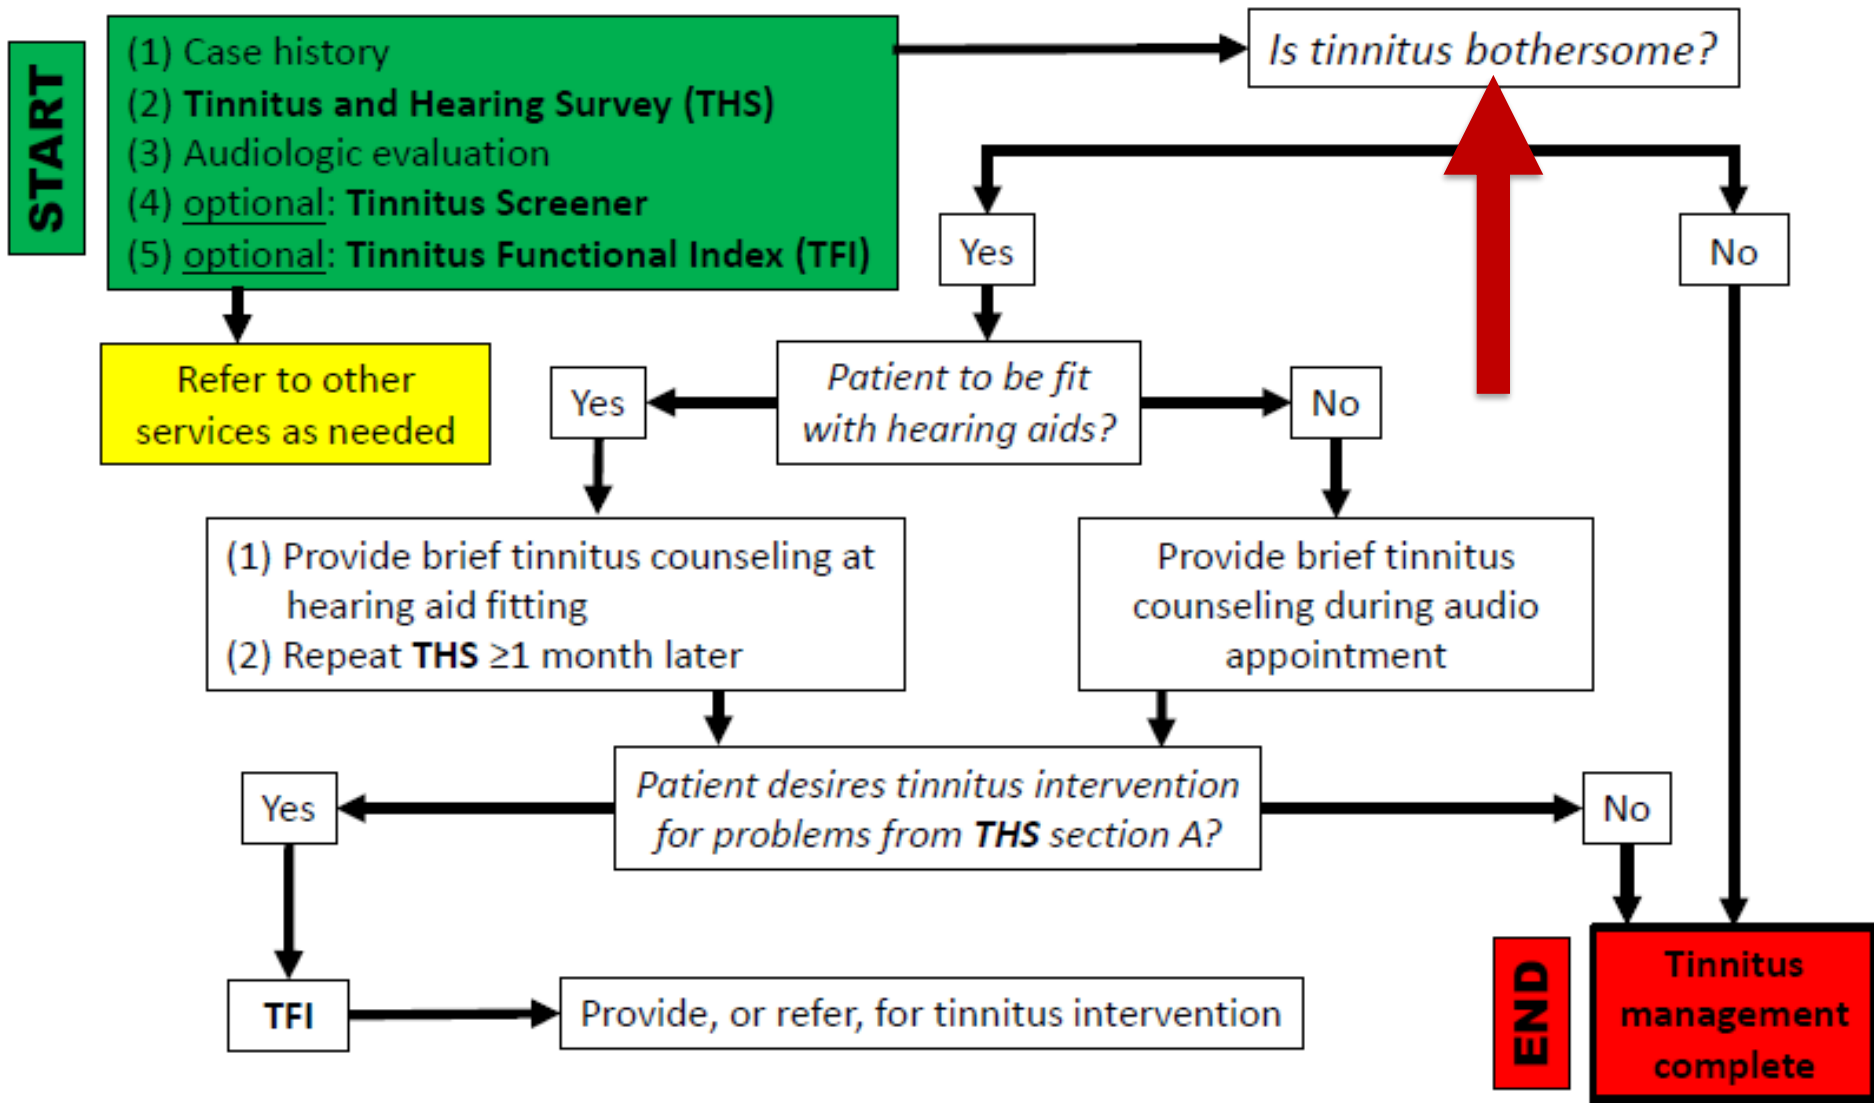 START
(1) Case history
(2) Tinnitus and Hearing Survey (THS)
(3) Audiologic evaluation
(4) optional: Tinnitus Screener
(5) optional: Tinnitus Functional Index (TFI)
Is tinnitus bothersome?
Yes
No
Refer to other
services as needed
Yes
Patient to be fit
with hearing aids?
No
(1) Provide brief tinnitus counseling at
hearing aid fitting
(2) Repeat THS ≥1 month later
Provide brief tinnitus
counseling during audio
appointment
Yes
Patient desires tinnitus intervention
for problems from THS section A?
No
TFI
Provide, or refer, for tinnitus intervention
END
Tinnitus
management
complete